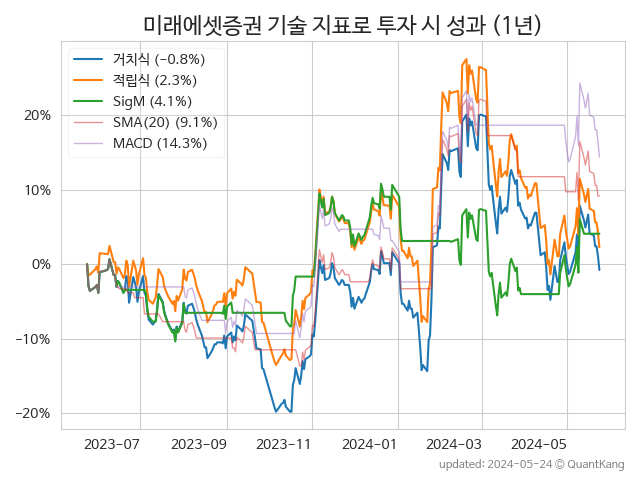 미래에셋증권 기술 지표로 투자 시 성과 (1년)
거치식 (−0.8%)
적립식 (2.3%)
SigM (4.1%)
SMA(20) (9.1%)
MACD (14.3%)
20%
10%
0%
−10%
−20%
2023-07 2023-09 2023-11 2024-01 2024-03 2024-05
updated: 2024-05-24 © QuantKang